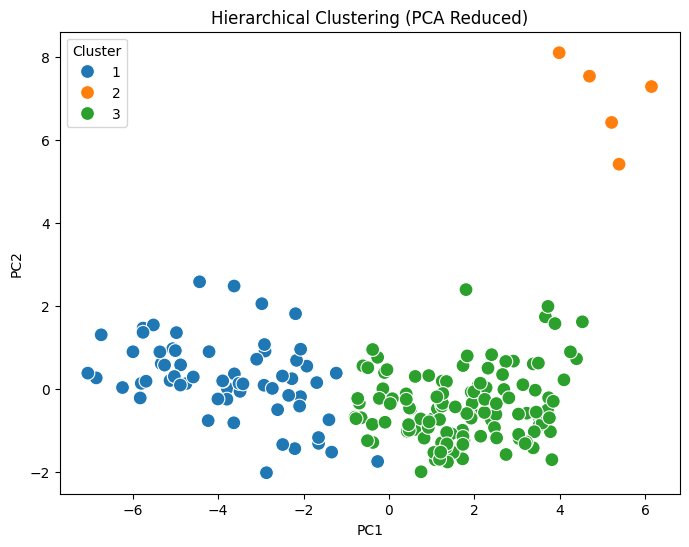 Hierarchical Clustering (PCA Reduced)
Cluster
1
2
3
8
6
4
2
0
−2
PC2
−6 −4 −2 0 2 4 6
PC1